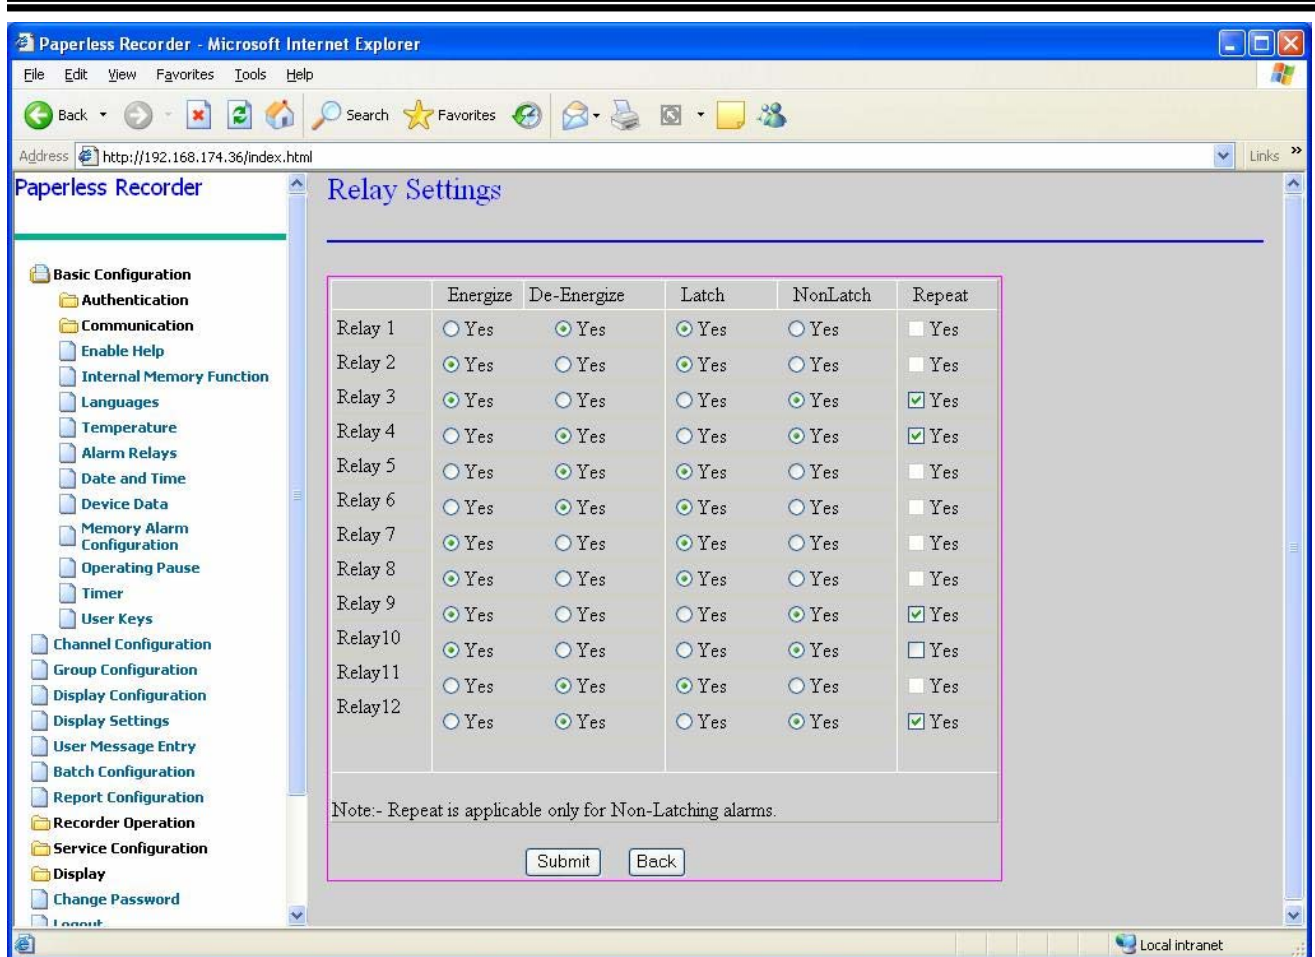 Paperless Recorder - Microsoft Internet Explorer
File Edit View Favorites Tools Help
Back Search Favorites
Address http://192.168.174.36/index.html Links »
Paperless Recorder
Basic Configuration
Authentication
Communication
Enable Help
Internal Memory Function
Languages
Temperature
Alarm Relays
Date and Time
Device Data
Memory Alarm
Configuration
Operating Pause
Timer
User Keys
Channel Configuration
Group Configuration
Display Configuration
Display Settings
User Message Entry
Batch Configuration
Report Configuration
Recorder Operation
Service Configuration
Display
Change Password
Logout
Relay Settings
Energize De-Energize Latch NonLatch Repeat
Relay 1 Yes Yes Yes Yes Yes
Relay 2 Yes Yes Yes Yes Yes
Relay 3 Yes Yes Yes Yes Yes
Relay 4 Yes Yes Yes Yes Yes
Relay 5 Yes Yes Yes Yes Yes
Relay 6 Yes Yes Yes Yes Yes
Relay 7 Yes Yes Yes Yes Yes
Relay 8 Yes Yes Yes Yes Yes
Relay 9 Yes Yes Yes Yes Yes
Relay10 Yes Yes Yes Yes Yes
Relay11 Yes Yes Yes Yes Yes
Relay12 Yes Yes Yes Yes Yes
Note:- Repeat is applicable only for Non-Latching alarms.
Submit Back
Local intranet